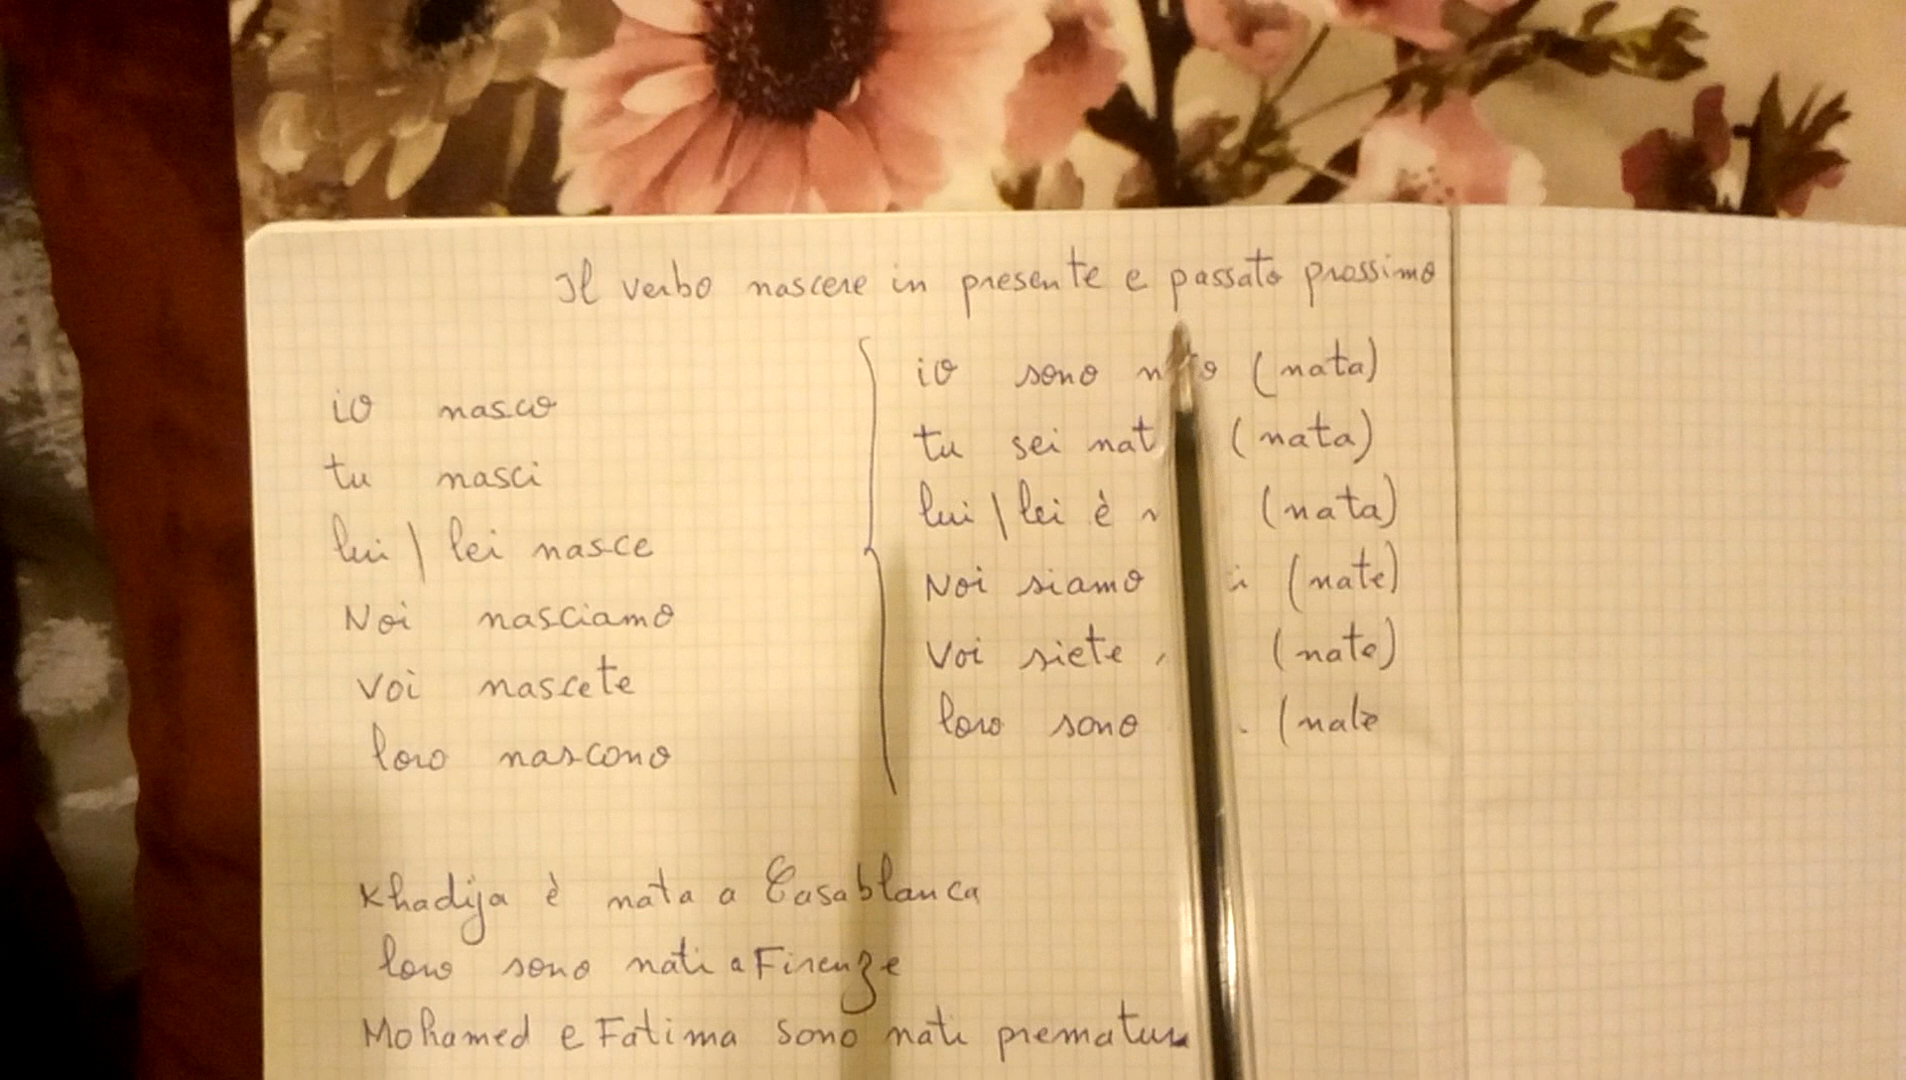 Il verbo nascere in presente e passato prossimo
io nasco
tu nasci
lui / lei nasce
Noi nasciamo
Voi nascete
loro nascono
io sono (nata)
tu sei nat (nata)
lui / lei è (nata)
Noi siamo i (nate)
Voi siete (nate)
loro sono (nate
Khadija è nata a Casablanca
loro sono nati a Firenze
Mohamed e Fatima sono nati prematur